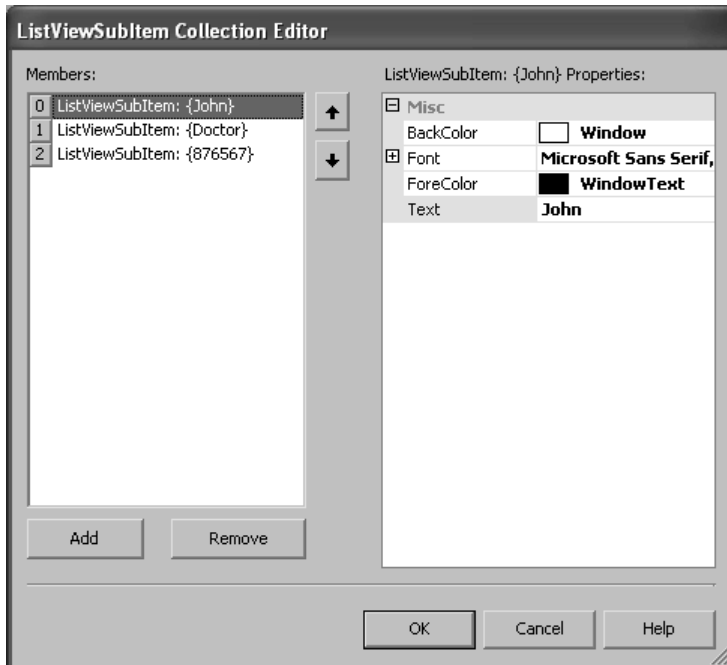 ListViewSubItem Collection Editor
Members:
0 ListViewSubItem: {John}
1 ListViewSubItem: {Doctor}
2 ListViewSubItem: {876567}
Add
Remove
ListViewSubItem: {John} Properties:
Misc
BackColor Window
Font Microsoft Sans Serif,
ForeColor WindowText
Text John
OK
Cancel
Help